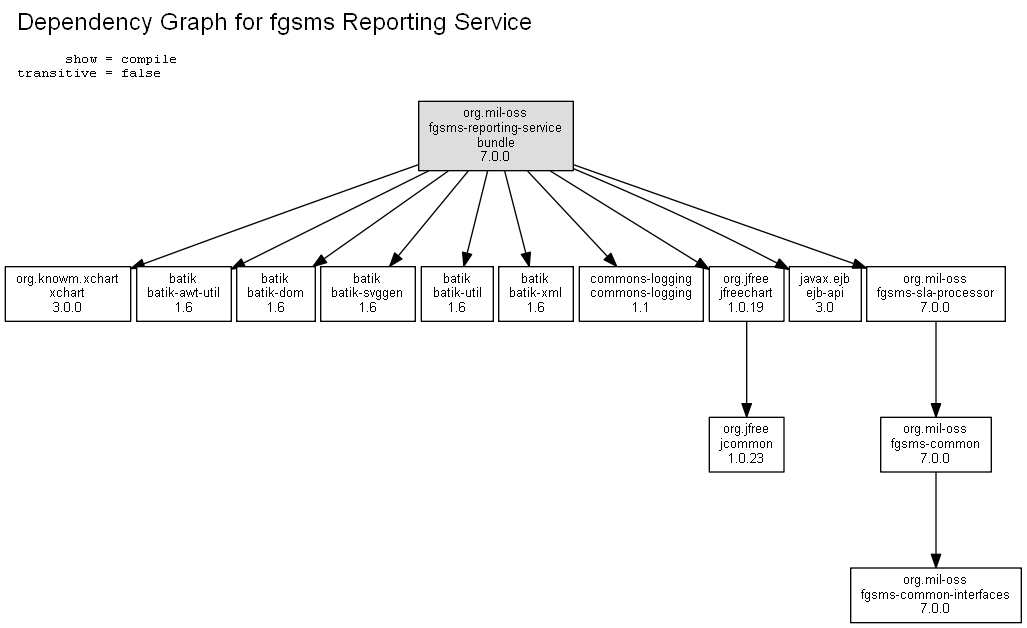 Dependency Graph for fgsms Reporting Service
show = compile
transitive = false
org.mil-oss
fgsms-reporting-service
bundle
7.0.0
org.knowm.xchart
xchart
3.0.0
batik
batik-awt-util
1.6
batik
batik-dom
1.6
batik
batik-svggen
1.6
batik
batik-util
1.6
batik
batik-xml
1.6
commons-logging
commons-logging
1.1
org.jfree
jfreechart
1.0.19
javax.ejb
ejb-api
3.0
org.mil-oss
fgsms-sla-processor
7.0.0
org.jfree
jcommon
1.0.23
org.mil-oss
fgsms-common
7.0.0
org.mil-oss
fgsms-common-interfaces
7.0.0